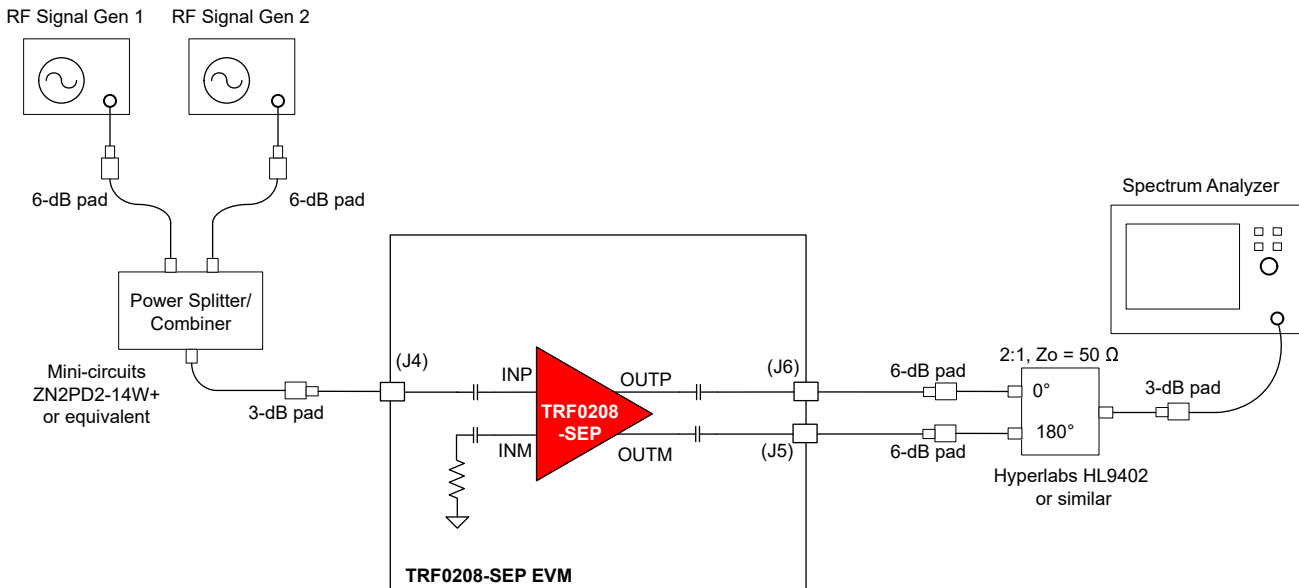 RF Signal Gen 1
RF Signal Gen 2
6-dB pad
6-dB pad
Power Splitter/
Combiner
Mini-circuits
ZN2PD2-14W+
or equivalent
3-dB pad
(J4)
INP
INM
TRF0208
-SEP
OUTP
OUTM
(J6)
(J5)
TRF0208-SEP EVM
6-dB pad
6-dB pad
2:1, Zo = 50 Ω
0°
180°
Hyperlabs HL9402
or similar
3-dB pad
Spectrum Analyzer